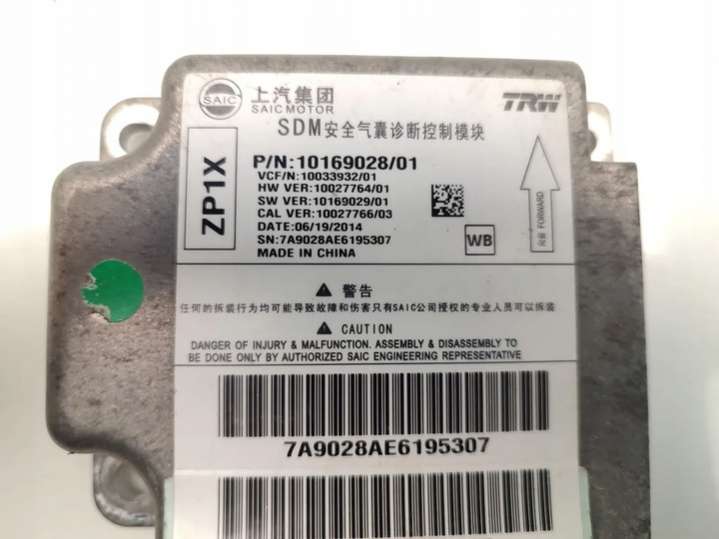 SAIC 上汽集团 TRW
SAIC MOTOR
SDM安全气囊诊断控制模块
ZP1X
P/N:10169028/01
VCF/N:10033932/01
HW VER:10027764/01
SW VER:10169029/01
CAL VER:10027766/03
DATE:06/19/2014
SN:7A9028AE6195307
MADE IN CHINA
WB
向前 FORWARD
警告
任何的拆装行为均可能导致故障和伤害只有SAIC公司授权的专业人员可以拆装
CAUTION
DANGER OF INJURY & MALFUNCTION. ASSEMBLY & DISASSEMBLY TO
BE DONE ONLY BY AUTHORIZED SAIC ENGINEERING REPRESENTATIVE
7A9028AE6195307